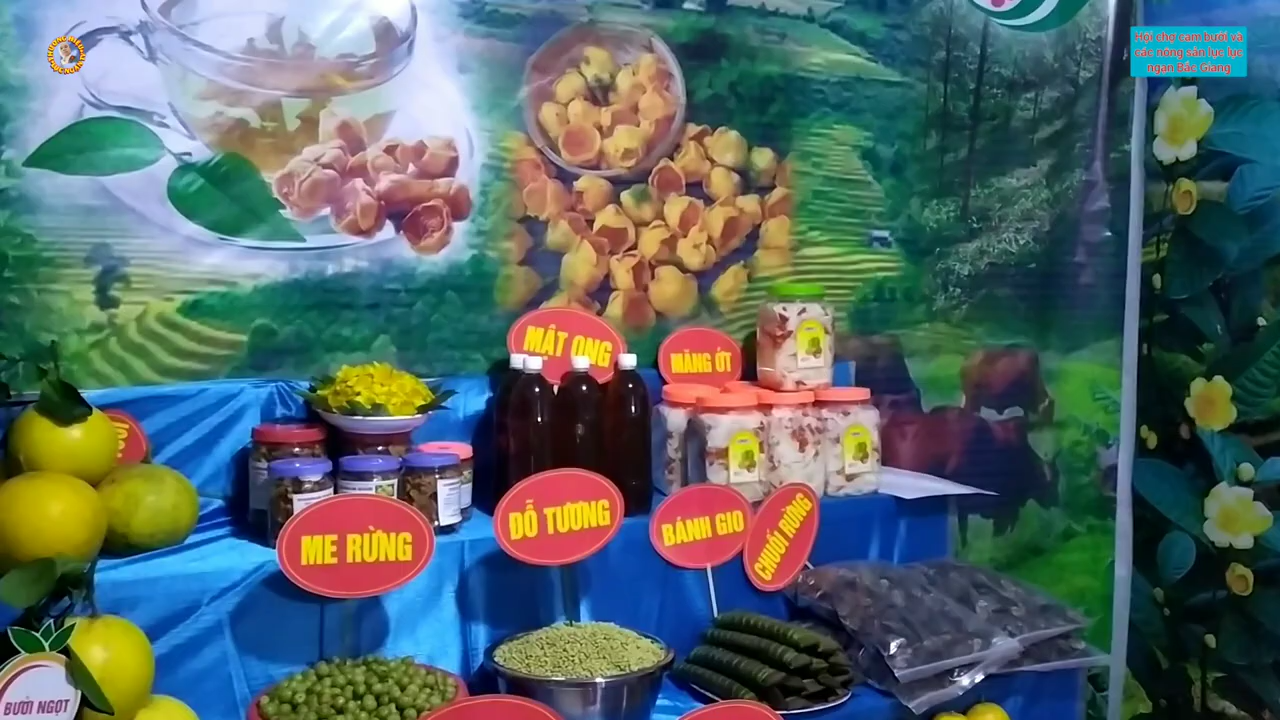 Hội chợ cam bưởi và
các nông sản lục lục
ngạn Bắc Giang
MẬT ONG
MĂNG ỚT
ĐỖ TƯƠNG
ME RỪNG
BÁNH GIO
CHUỐI RỪNG
BƯỞI NGỌT